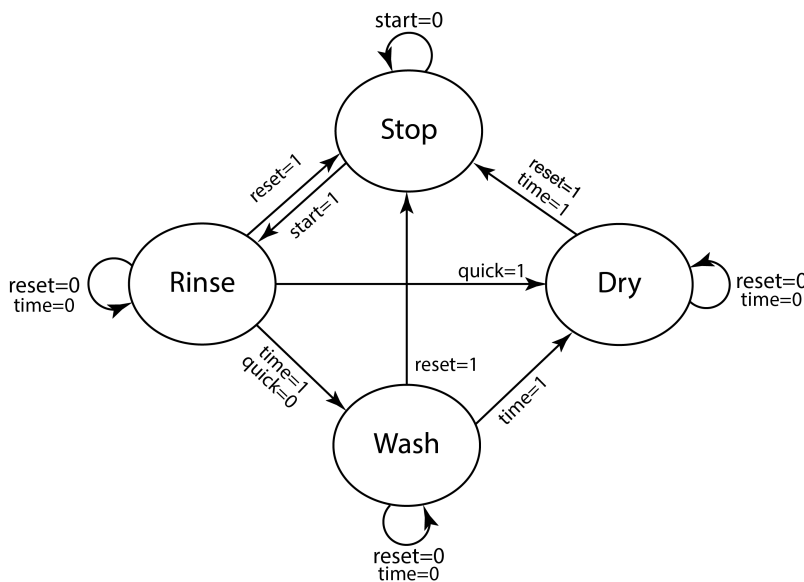 start=0
Stop
reset=1
start=1
reset=1
time=1
reset=0
time=0
Rinse
quick=1
Dry
reset=0
time=0
time=1
quick=0
reset=1
time=1
Wash
reset=0
time=0